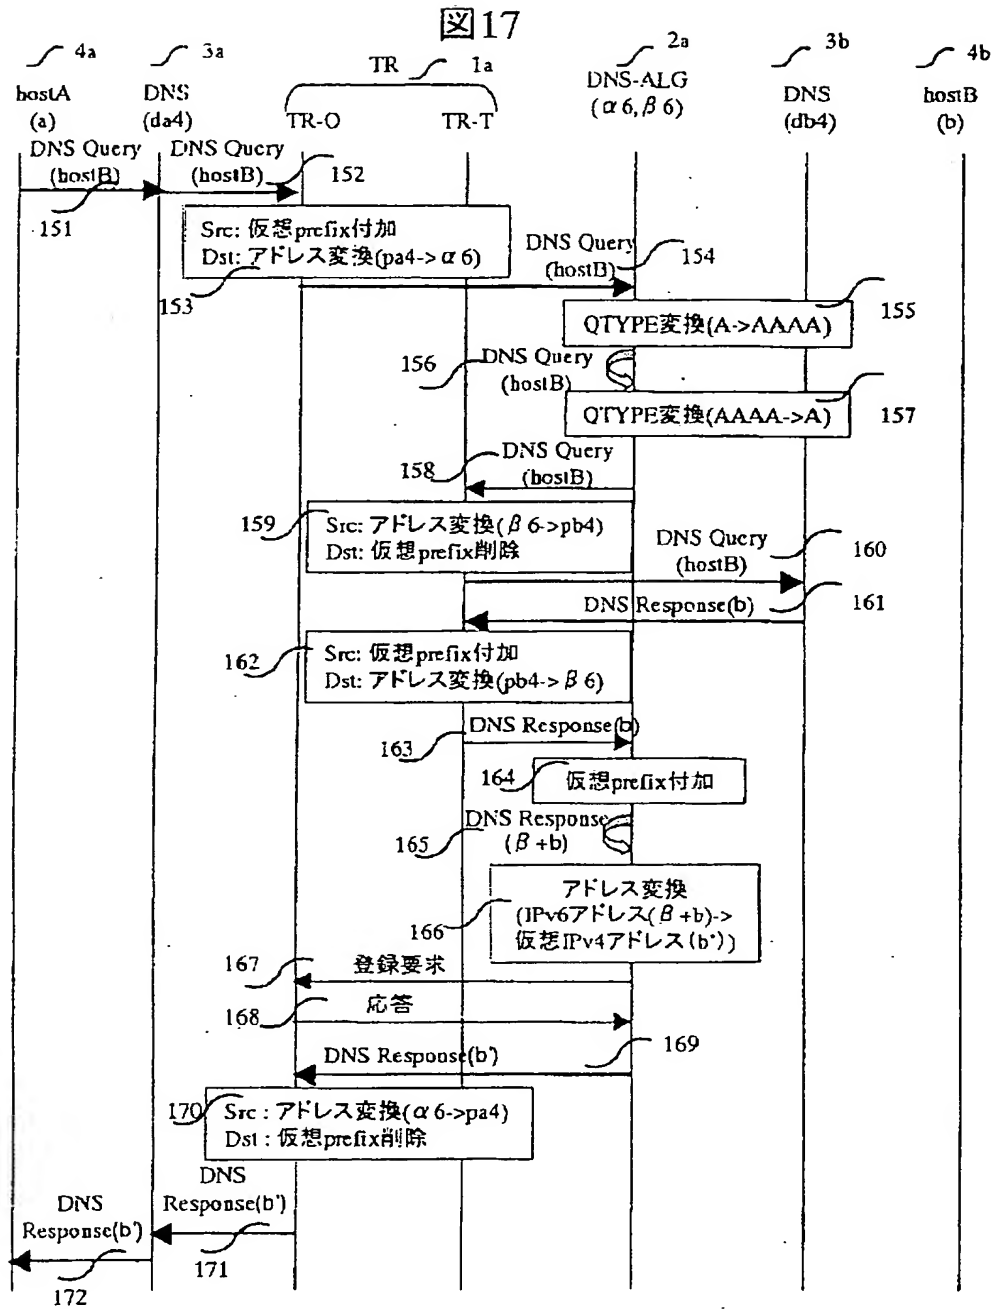 図17
4a
3a
TR
1a
2a
3b
4b
hostA
(a)
DNS
(da4)
TR-O
TR-T
DNS-ALG
(α6,β6)
DNS
(db4)
hostB
(b)
DNS Query
(hostB)
151
DNS Query
(hostB)
152
Src: 仮想prefix付加
Dst: アドレス変換(pa4->α6)
153
DNS Query
(hostB)
154
QTYPE変換(A->AAAA)
155
156
DNS Query
(hostB)
QTYPE変換(AAAA->A)
157
158
DNS Query
(hostB)
159
Src: アドレス変換(β6->pb4)
Dst: 仮想prefix削除
DNS Query
(hostB)
160
DNS Response(b)
161
162
Src: 仮想prefix付加
Dst: アドレス変換(pb4->β6)
163
DNS Response(b)
164
仮想prefix付加
165
DNS Response
(β+b)
166
アドレス変換
(IPv6アドレス(β+b)->
仮想IPv4アドレス(b'))
167
登録要求
168
応答
DNS Response(b')
169
170
Src : アドレス変換(α6->pa4)
Dst : 仮想prefix削除
DNS
Response(b')
171
DNS
Response(b')
172